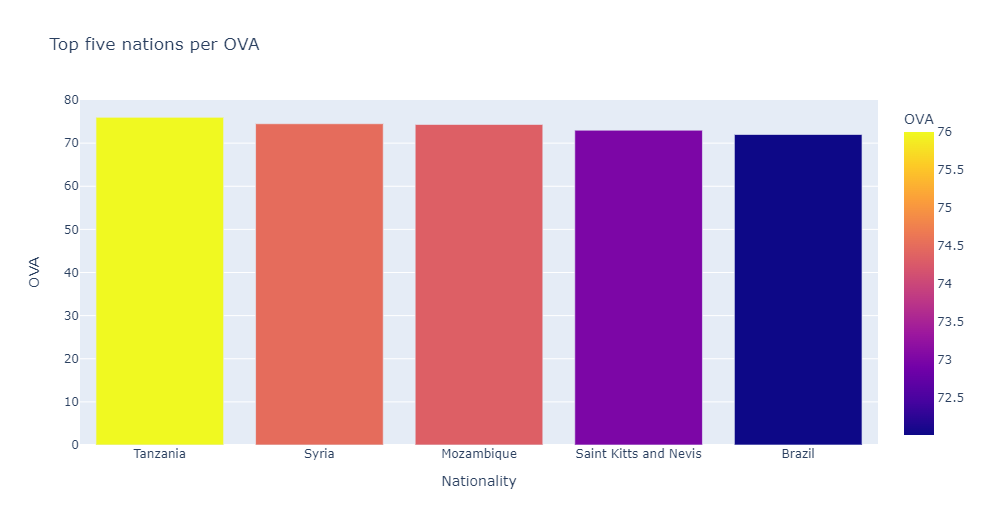 Top five nations per OVA
OVA
80
70
60
50
40
30
20
10
0
Tanzania
Syria
Mozambique
Saint Kitts and Nevis
Brazil
Nationality
OVA
76
75.5
75
74.5
74
73.5
73
72.5